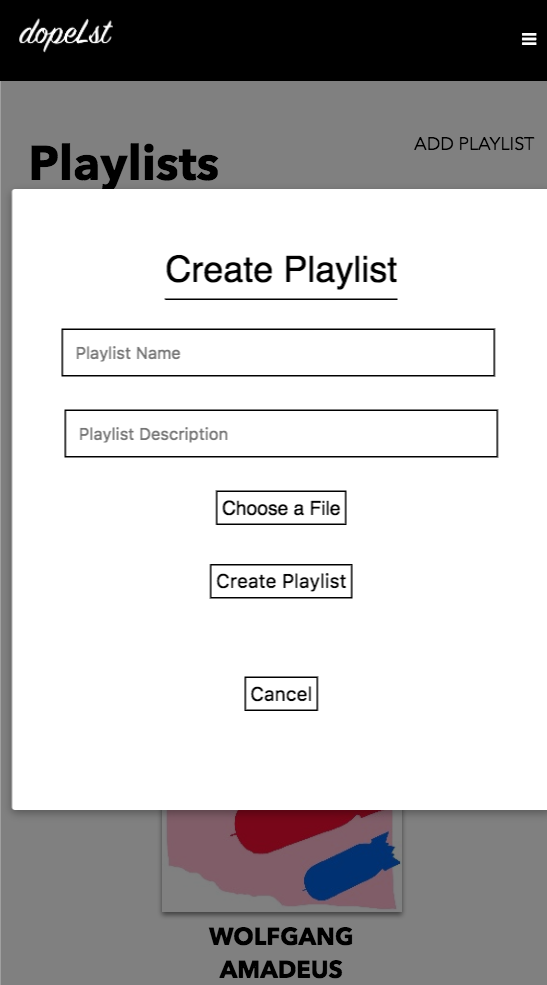 dopeLst
ADD PLAYLIST
Playlists
Create Playlist
Playlist Name
Playlist Description
Choose a File
Create Playlist
Cancel
WOLFGANG
AMADEUS